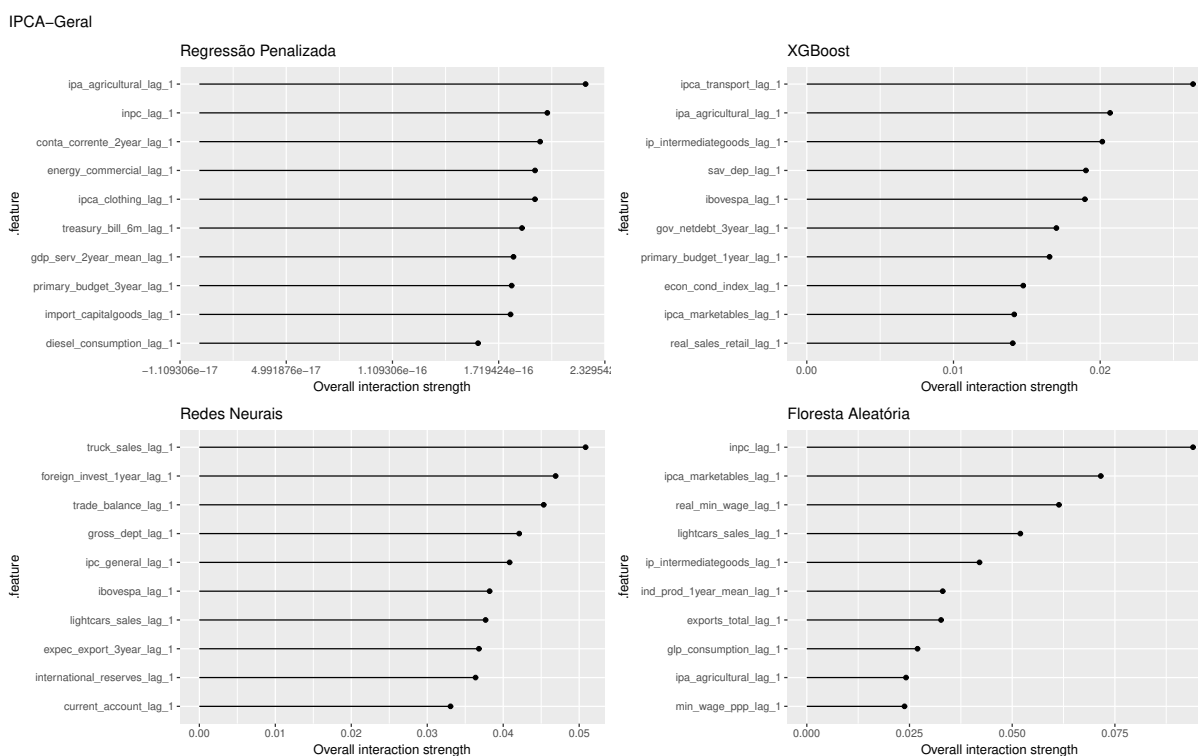 IPCA−Geral
Regressão Penalizada
.feature
ipa_agricultural_lag_1
inpc_lag_1
conta_corrente_2year_lag_1
energy_commercial_lag_1
ipca_clothing_lag_1
treasury_bill_6m_lag_1
gdp_serv_2year_mean_lag_1
primary_budget_3year_lag_1
import_capitalgoods_lag_1
diesel_consumption_lag_1
−1.109306e−17 4.991876e−17 1.109306e−16 1.719424e−16 2.329542
Overall interaction strength
XGBoost
.feature
ipca_transport_lag_1
ipa_agricultural_lag_1
ip_intermediategoods_lag_1
sav_dep_lag_1
ibovespa_lag_1
gov_netdebt_3year_lag_1
primary_budget_1year_lag_1
econ_cond_index_lag_1
ipca_marketables_lag_1
real_sales_retail_lag_1
0.00 0.01 0.02
Overall interaction strength
Redes Neurais
.feature
truck_sales_lag_1
foreign_invest_1year_lag_1
trade_balance_lag_1
gross_dept_lag_1
ipc_general_lag_1
ibovespa_lag_1
lightcars_sales_lag_1
expec_export_3year_lag_1
international_reserves_lag_1
current_account_lag_1
0.00 0.01 0.02 0.03 0.04 0.05
Overall interaction strength
Floresta Aleatória
.feature
inpc_lag_1
ipca_marketables_lag_1
real_min_wage_lag_1
lightcars_sales_lag_1
ip_intermediategoods_lag_1
ind_prod_1year_mean_lag_1
exports_total_lag_1
glp_consumption_lag_1
ipa_agricultural_lag_1
min_wage_ppp_lag_1
0.000 0.025 0.050 0.075
Overall interaction strength